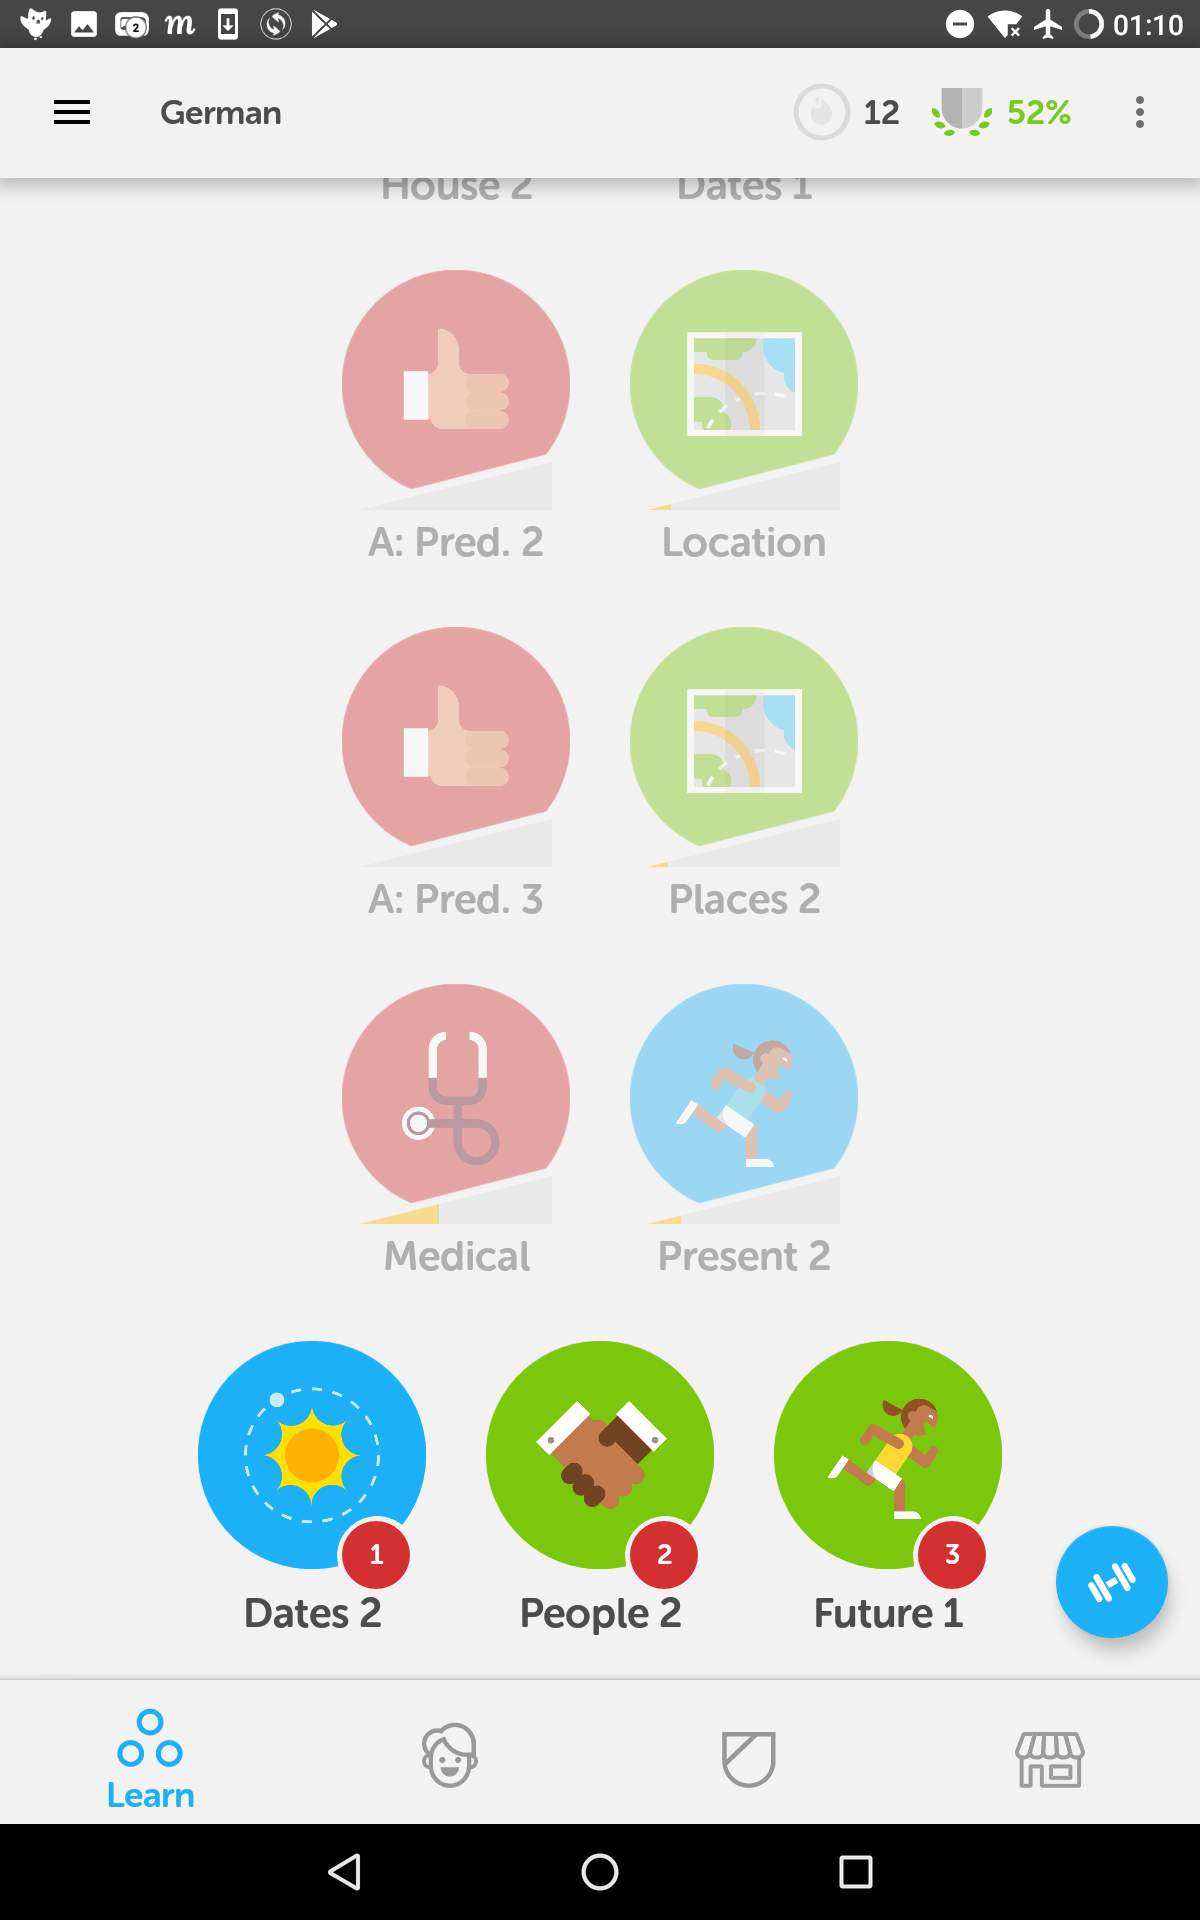 2 m 01:10
German 12 52%
House 2 Dates 1
A: Pred. 2 Location
A: Pred. 3 Places 2
Medical Present 2
1 2 3
Dates 2 People 2 Future 1
Learn